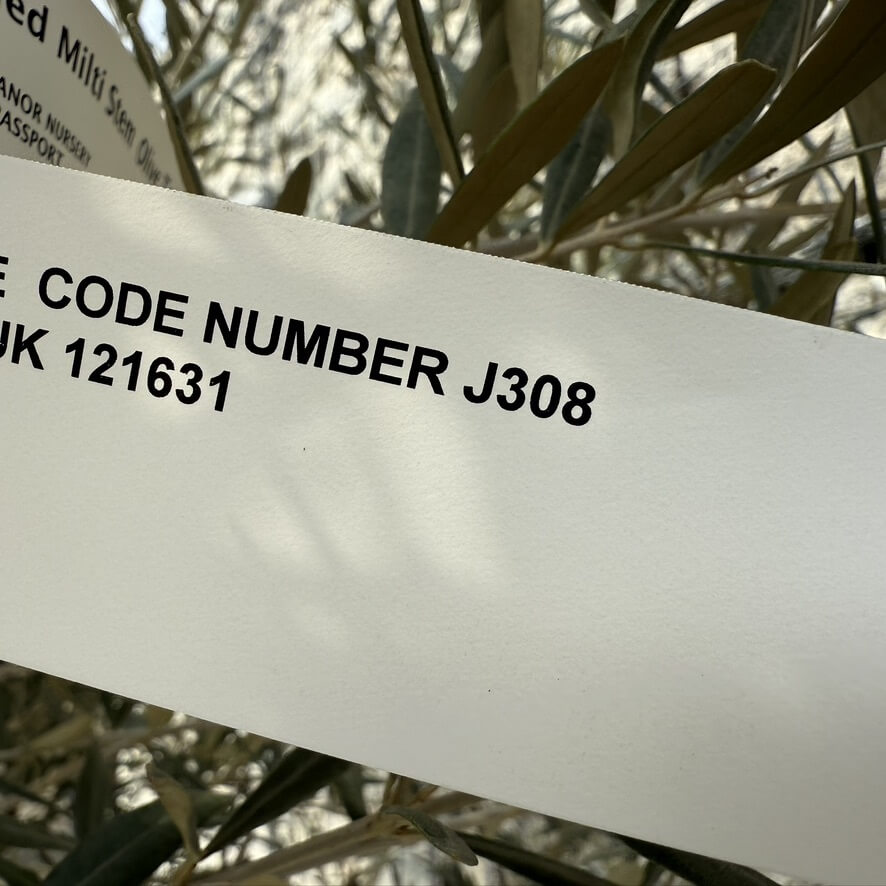 ed Milti Stem Olive
ANOR NURSERY
ASSPORT
E CODE NUMBER J308
UK 121631